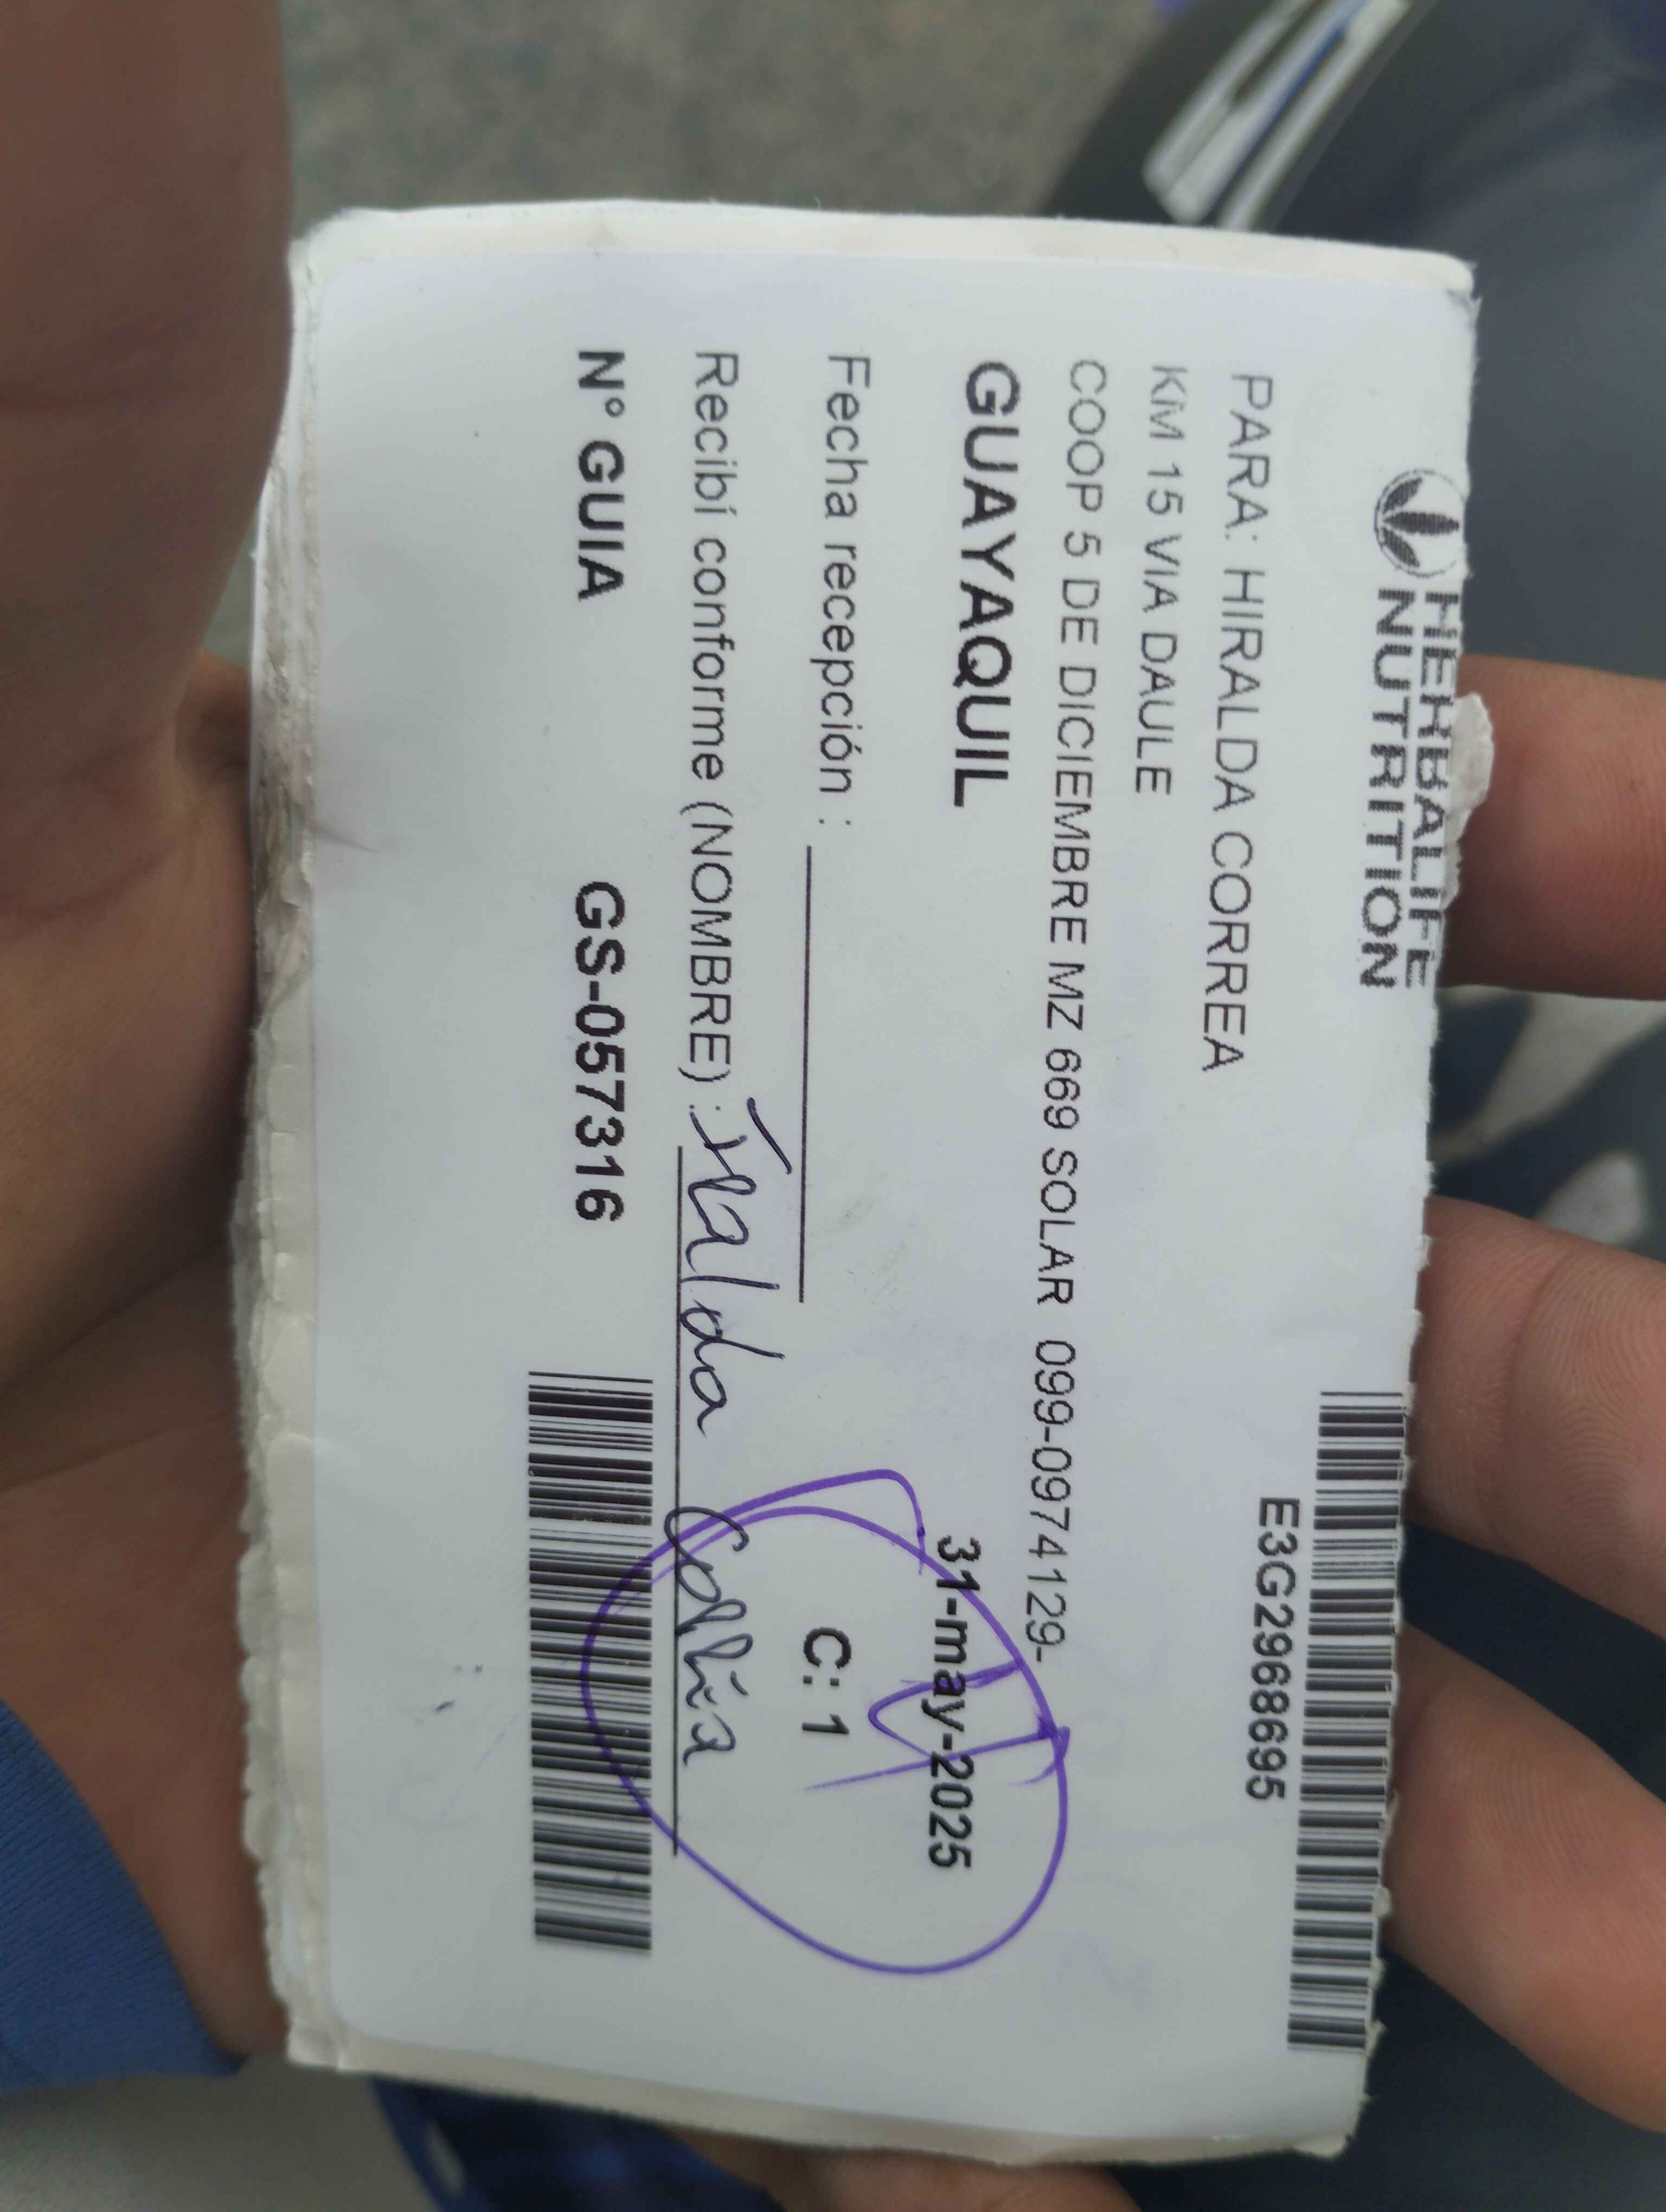 HERBALIFE
NUTRITION
E3G2968695
PARA: HIRALDA CORREA
KM 15 VIA DAULE
COOP 5 DE DICIEMBRE MZ 669 SOLAR 099-0974129-
GUAYAQUIL 31-may-2025
Fecha recepción : C: 1
Recibí conforme (NOMBRE) :
N° GUIA GS-057316